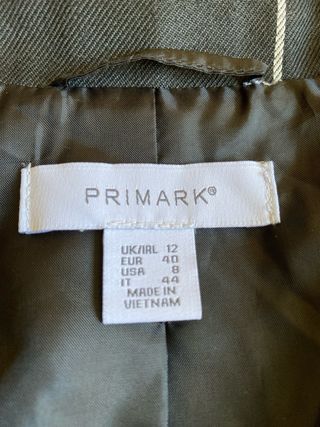 PRIMARK®
UK/IRL 12
EUR 40
USA 8
IT 44
MADE IN
VIETNAM